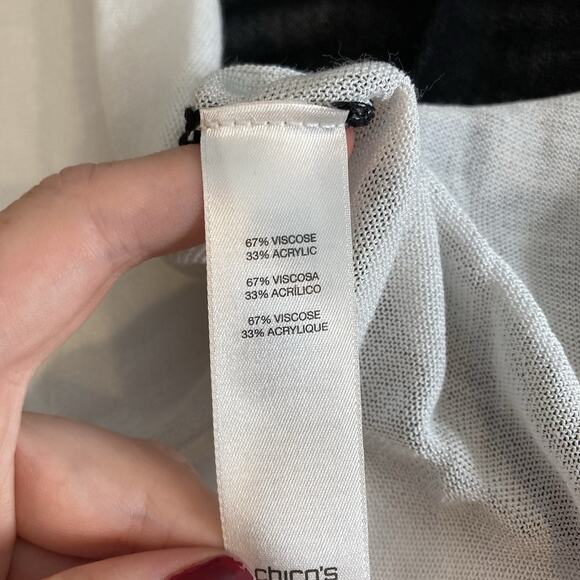 67% VISCOSE
33% ACRYLIC
67% VISCOSA
33% ACRÍLICO
67% VISCOSE
33% ACRYLIQUE
chico's